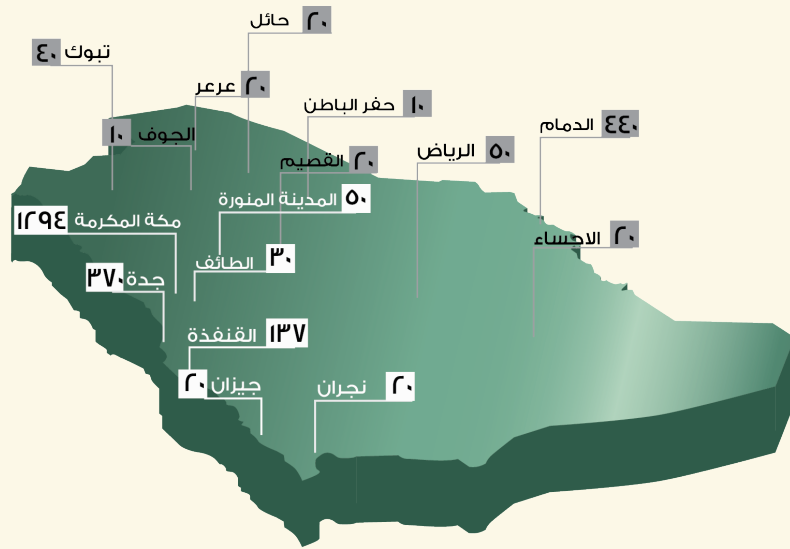 حائل ٢٠
تبوك ٤٠
عرعر ٢٠
حفر الباطن ١٠
الدمام ٤٤٠
الجوف ١٠
الرياض ٥٠
القصيم ٢٠
المدينة المنورة ٥٠
مكة المكرمة ١٢٩٤
الاحساء ٢٠
الطائف ٣٠
جدة ٣٧٠
القنفذة ١٣٧
جيزان ٢٠
نجران ٢٠